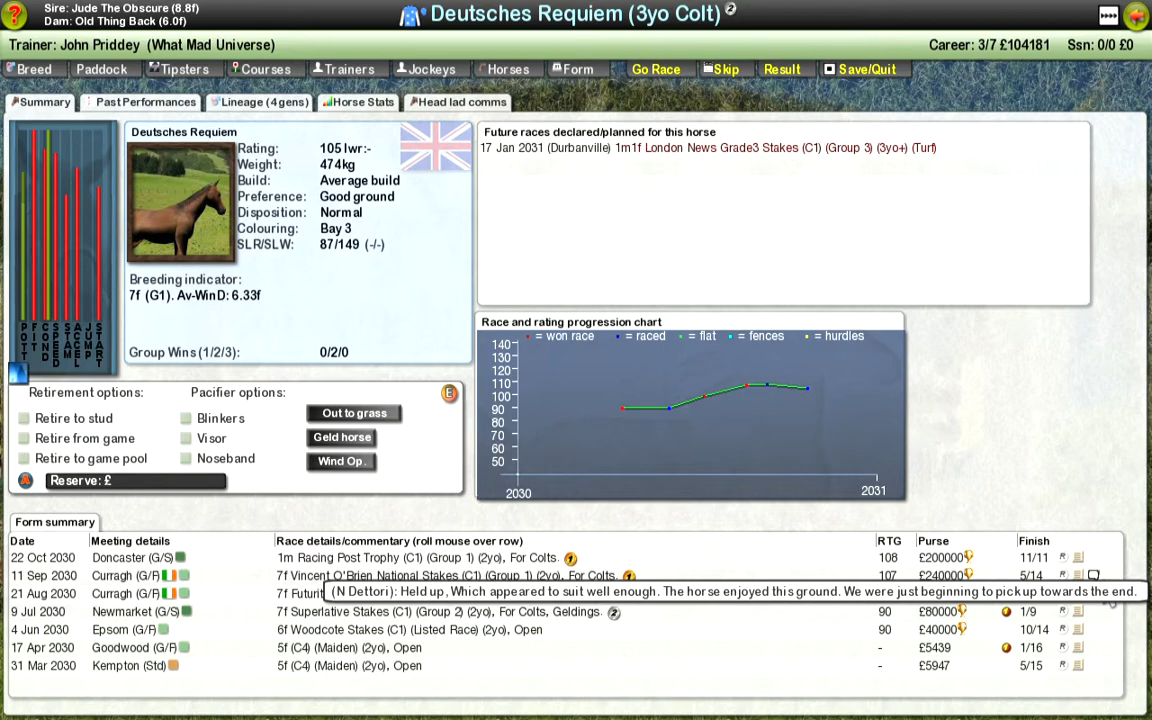 Sire: Jude The Obscure (8.8f)
Dam: Old Thing Back (6.0f)
Deutsches Requiem (3yo Colt) 2
Trainer: John Priddey (What Mad Universe)
Career: 3/7 £104181 Ssn: 0/0 £0
Breed Paddock Tipsters Courses Trainers Jockeys Horses Form Go Race Skip Result Save/Quit
Summary Past Performances Lineage (4 gens) Horse Stats Head lad comms
Deutsches Requiem
Rating: 105 lwr:-
Weight: 474kg
Build: Average build
Preference: Good ground
Disposition: Normal
Colouring: Bay 3
SLR/SLW: 87/149 (-/-)
Breeding indicator:
7f (G1). Av-WinD: 6.33f
Group Wins (1/2/3): 0/2/0
POTT FIT COND SPEED STAM ACCEL JUMP START
Future races declared/planned for this horse
17 Jan 2031 (Durbanville) 1m1f London News Grade3 Stakes (C1) (Group 3) (3yo+) (Turf)
Race and rating progression chart
= won race = raced = flat = fences = hurdles
140
130
120
110
100
90
80
70
60
50
2030 2031
Retirement options: Pacifier options: E
Retire to stud Blinkers Out to grass
Retire from game Visor Geld horse
Retire to game pool Noseband Wind Op.
A Reserve: £
Form summary
Date Meeting details Race details/commentary (roll mouse over row) RTG Purse Finish
22 Oct 2030 Doncaster (G/S) 1m Racing Post Trophy (C1) (Group 1) (2yo), For Colts. 1 108 £200000 11/11 R
11 Sep 2030 Curragh (G/F) 7f Vincent O'Brien National Stakes (C1) (Group 1) (2yo), For Colts. 1 107 £240000 5/14 R
21 Aug 2030 Curragh (G/F) 7f Futurit
(N Dettori): Held up, Which appeared to suit well enough. The horse enjoyed this ground. We were just beginning to pick up towards the end.
9 Jul 2030 Newmarket (G/S) 7f Superlative Stakes (C1) (Group 2) (2yo), For Colts, Geldings. 2 90 £80000 1/9 R
4 Jun 2030 Epsom (G/F) 6f Woodcote Stakes (C1) (Listed Race) (2yo), Open 90 £40000 10/14 R
17 Apr 2030 Goodwood (G/F) 5f (C4) (Maiden) (2yo), Open - £5439 1/16 R
31 Mar 2030 Kempton (Std) 5f (C4) (Maiden) (2yo), Open - £5947 5/15 R